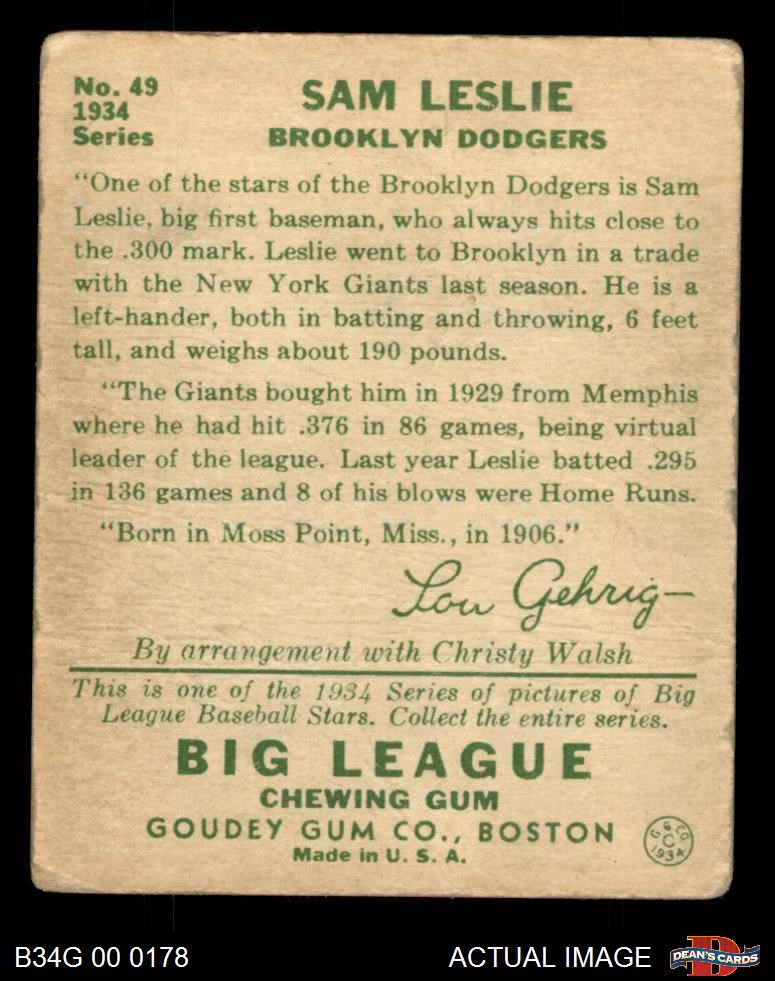 No. 49
1934
Series
SAM LESLIE
BROOKLYN DODGERS
"One of the stars of the Brooklyn Dodgers is Sam
Leslie, big first baseman, who always hits close to
the .300 mark. Leslie went to Brooklyn in a trade
with the New York Giants last season. He is a
left-hander, both in batting and throwing, 6 feet
tall, and weighs about 190 pounds.
"The Giants bought him in 1929 from Memphis
where he had hit .376 in 86 games, being virtual
leader of the league. Last year Leslie batted .295
in 136 games and 8 of his blows were Home Runs.
"Born in Moss Point, Miss., in 1906."
Lou Gehrig—
By arrangement with Christy Walsh
This is one of the 1934 Series of pictures of Big
League Baseball Stars. Collect the entire series.
BIG LEAGUE
CHEWING GUM
GOUDEY GUM CO., BOSTON
Made in U. S. A.
G. G. CO.
C
1934
B34G 00 0178
ACTUAL IMAGE
D
DEAN'S CARDS